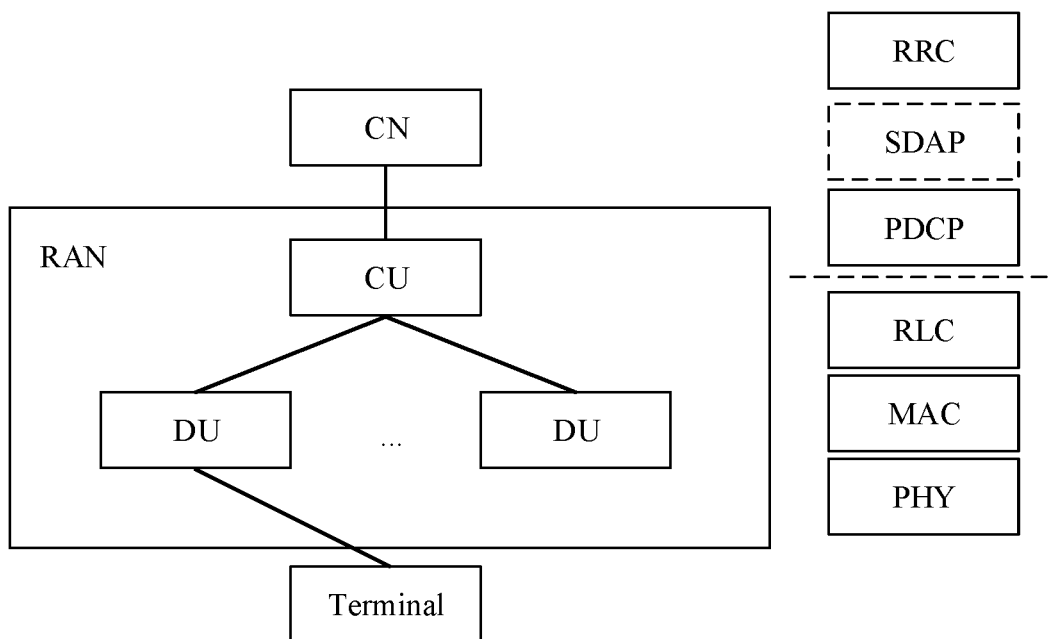 CN
RAN
CU
DU
...
DU
Terminal
RRC
SDAP
PDCP
RLC
MAC
PHY